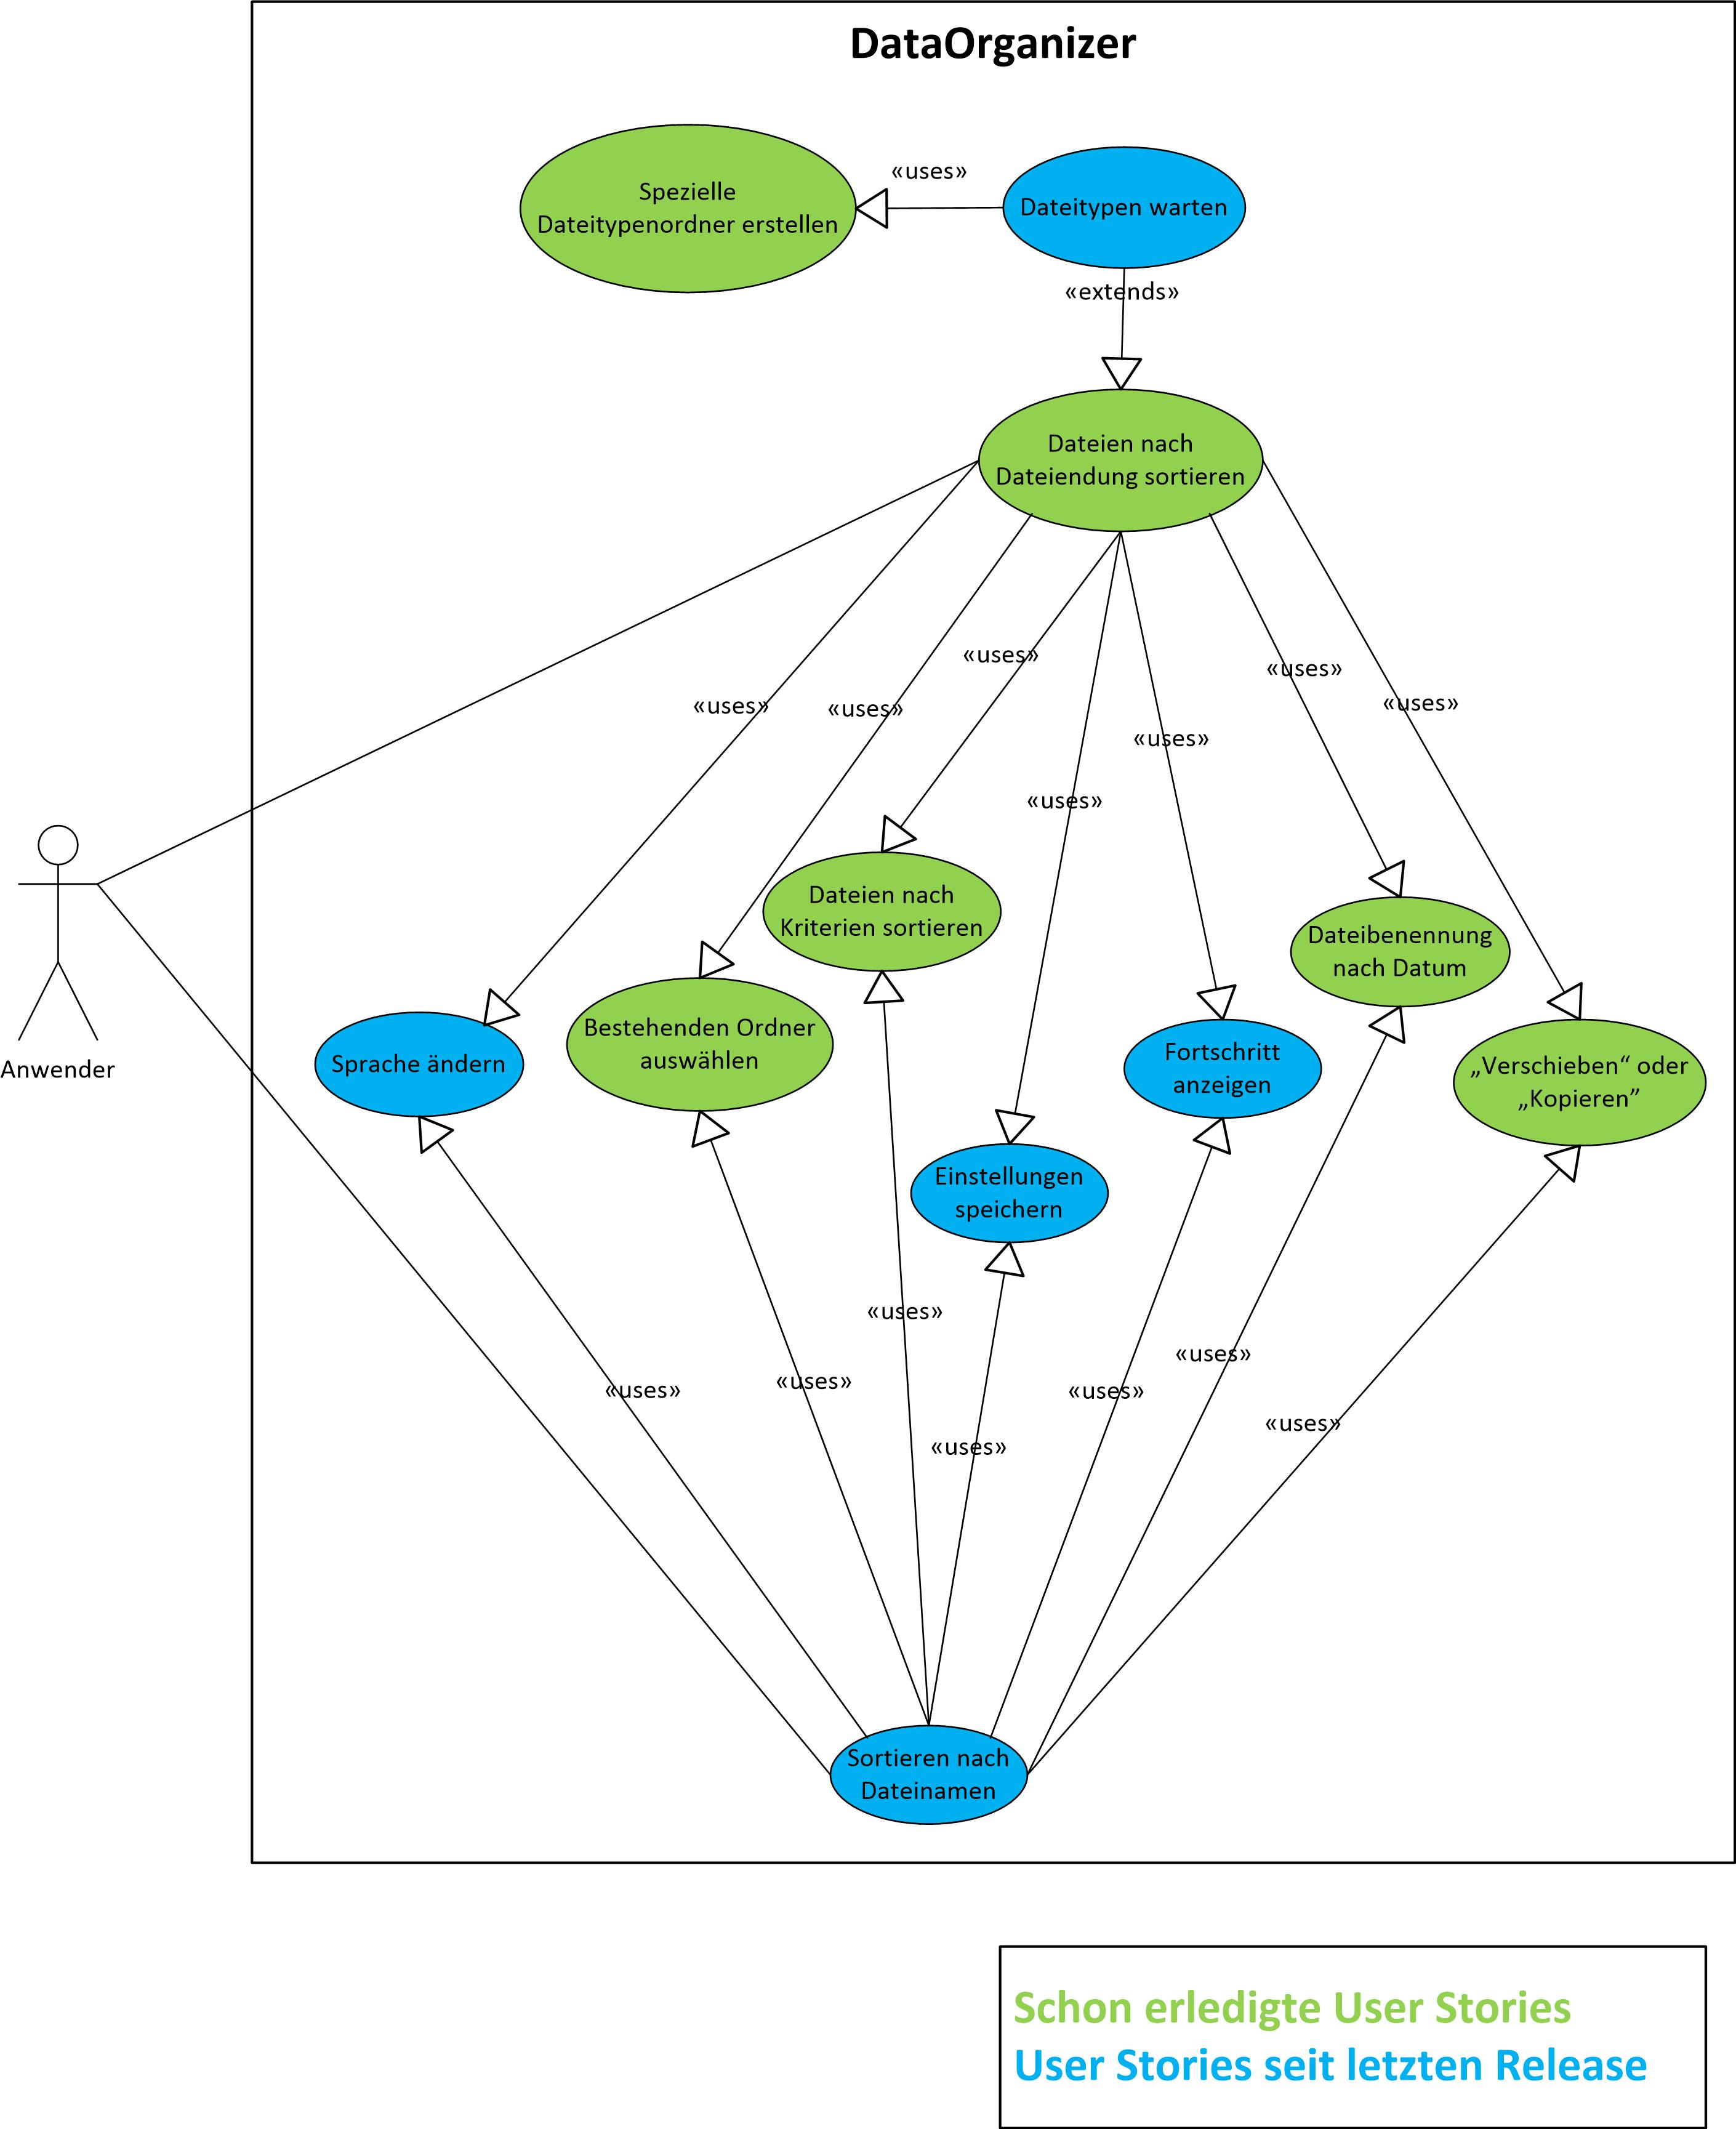 DataOrganizer
Spezielle
Dateitypenordner erstellen
«uses»
Dateitypen warten
«extends»
Dateien nach
Dateiendung sortieren
«uses»
«uses»
«uses»
«uses»
«uses»
«uses»
«uses»
Dateien nach
Kriterien sortieren
Dateibenennung
nach Datum
Anwender
Sprache ändern
Bestehenden Ordner
auswählen
Fortschritt
anzeigen
„Verschieben“ oder
„Kopieren”
Einstellungen
speichern
«uses»
«uses»
«uses»
«uses»
«uses»
«uses»
«uses»
Sortieren nach
Dateinamen
Schon erledigte User Stories
User Stories seit letzten Release